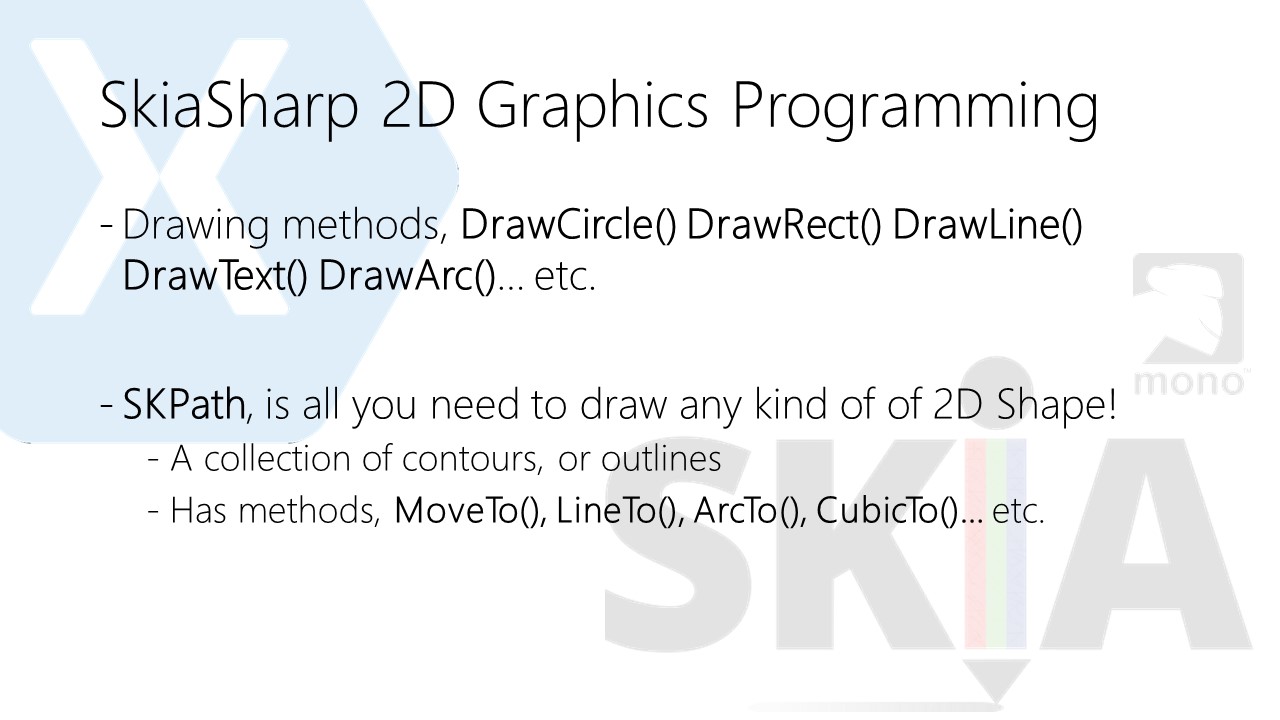 SkiaSharp 2D Graphics Programming
- Drawing methods, DrawCircle() DrawRect() DrawLine()
DrawText() DrawArc()... etc.
mono™
- SKPath, is all you need to draw any kind of of 2D Shape!
- A collection of contours, or outlines
- Has methods, MoveTo(), LineTo(), ArcTo(), CubicTo()... etc.
SKiA